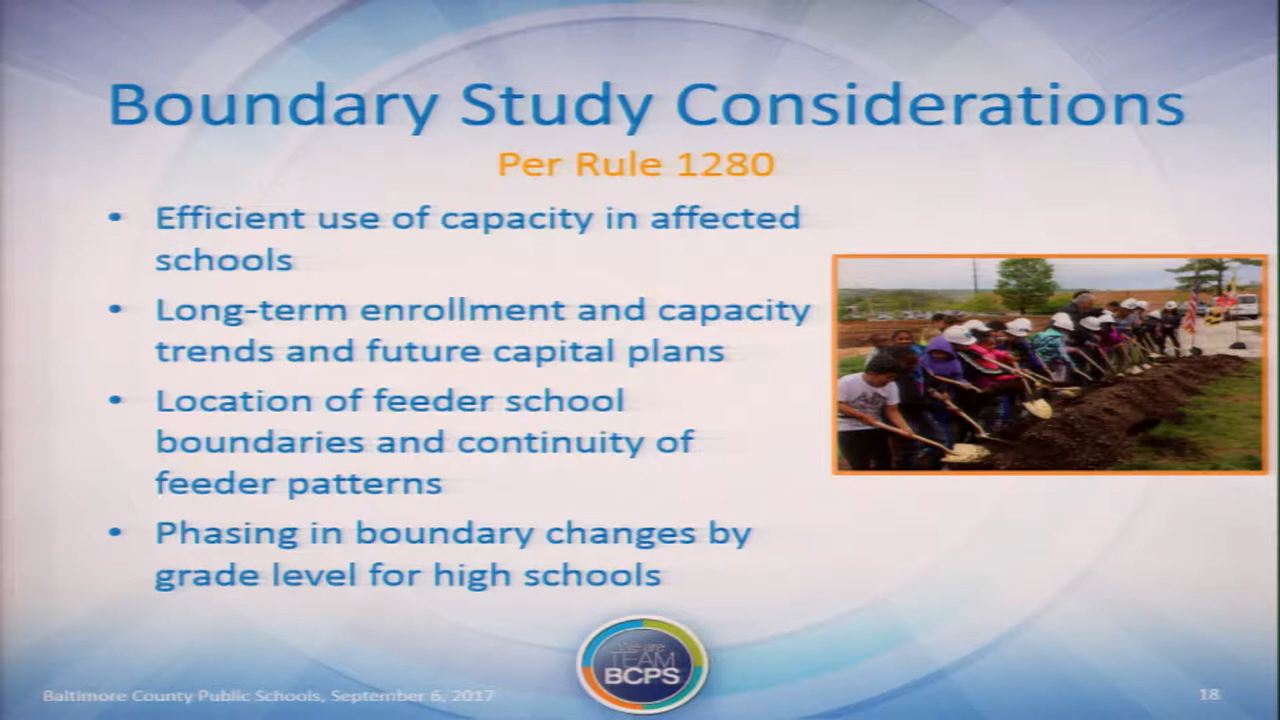 Boundary Study Considerations
Per Rule 1280
• Efficient use of capacity in affected
schools
• Long-term enrollment and capacity
trends and future capital plans
• Location of feeder school
boundaries and continuity of
feeder patterns
• Phasing in boundary changes by
grade level for high schools
We are
TEAM
BCPS
Baltimore County Public Schools, September 6, 2017
18